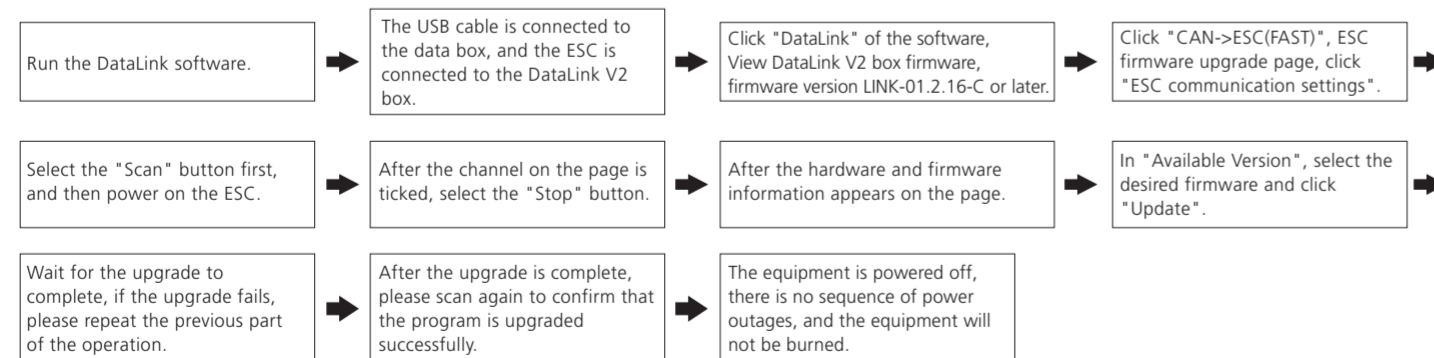 Run the DataLink software.
The USB cable is connected to
the data box, and the ESC is
connected to the DataLink V2
box.
Click "DataLink" of the software,
View DataLink V2 box firmware,
firmware version LINK-01.2.16-C or later.
Click "CAN->ESC(FAST)", ESC
firmware upgrade page, click
"ESC communication settings".
Select the "Scan" button first,
and then power on the ESC.
After the channel on the page is
ticked, select the "Stop" button.
After the hardware and firmware
information appears on the page.
In "Available Version", select the
desired firmware and click
"Update".
Wait for the upgrade to
complete, if the upgrade fails,
please repeat the previous part
of the operation.
After the upgrade is complete,
please scan again to confirm that
the program is upgraded
successfully.
The equipment is powered off,
there is no sequence of power
outages, and the equipment will
not be burned.